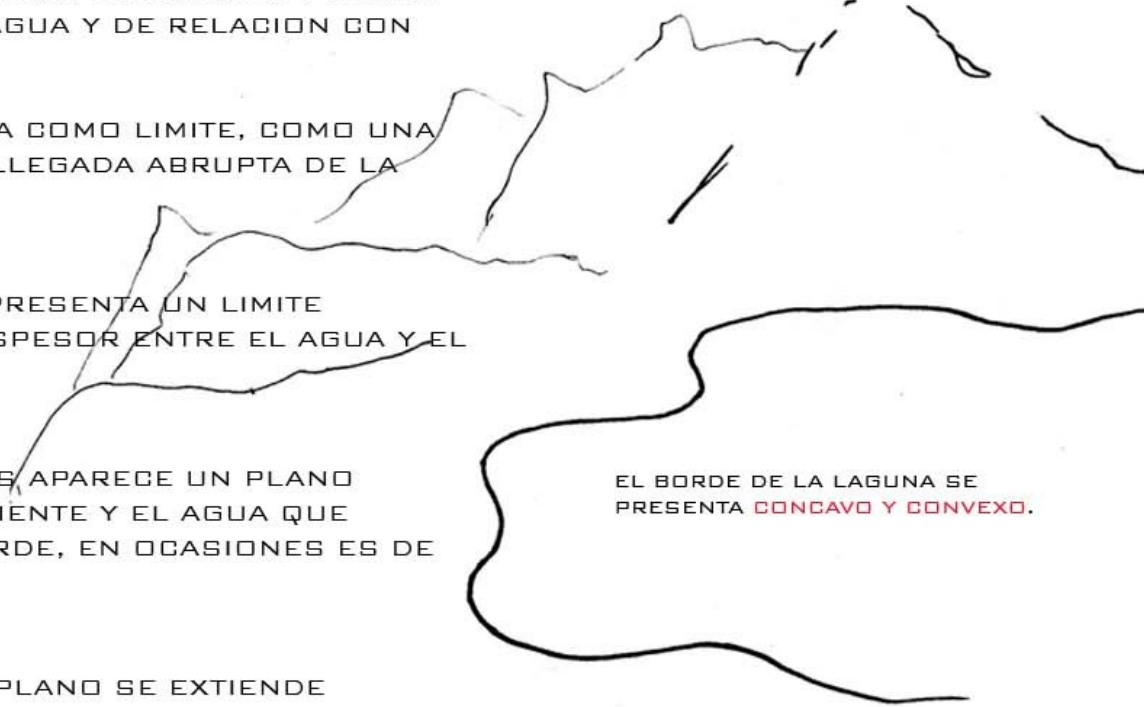 AGUA Y DE RELACION CON
A COMO LIMITE, COMO UNA
LLEGADA ABRUPTA DE LA
PRESENTA UN LIMITE
SPESOR ENTRE EL AGUA Y EL
S APARECE UN PLANO
IENTE Y EL AGUA QUE
RDE, EN OCASIONES ES DE
PLANO SE EXTIENDE
EL BORDE DE LA LAGUNA SE
PRESENTA CONCAVO Y CONVEXO.